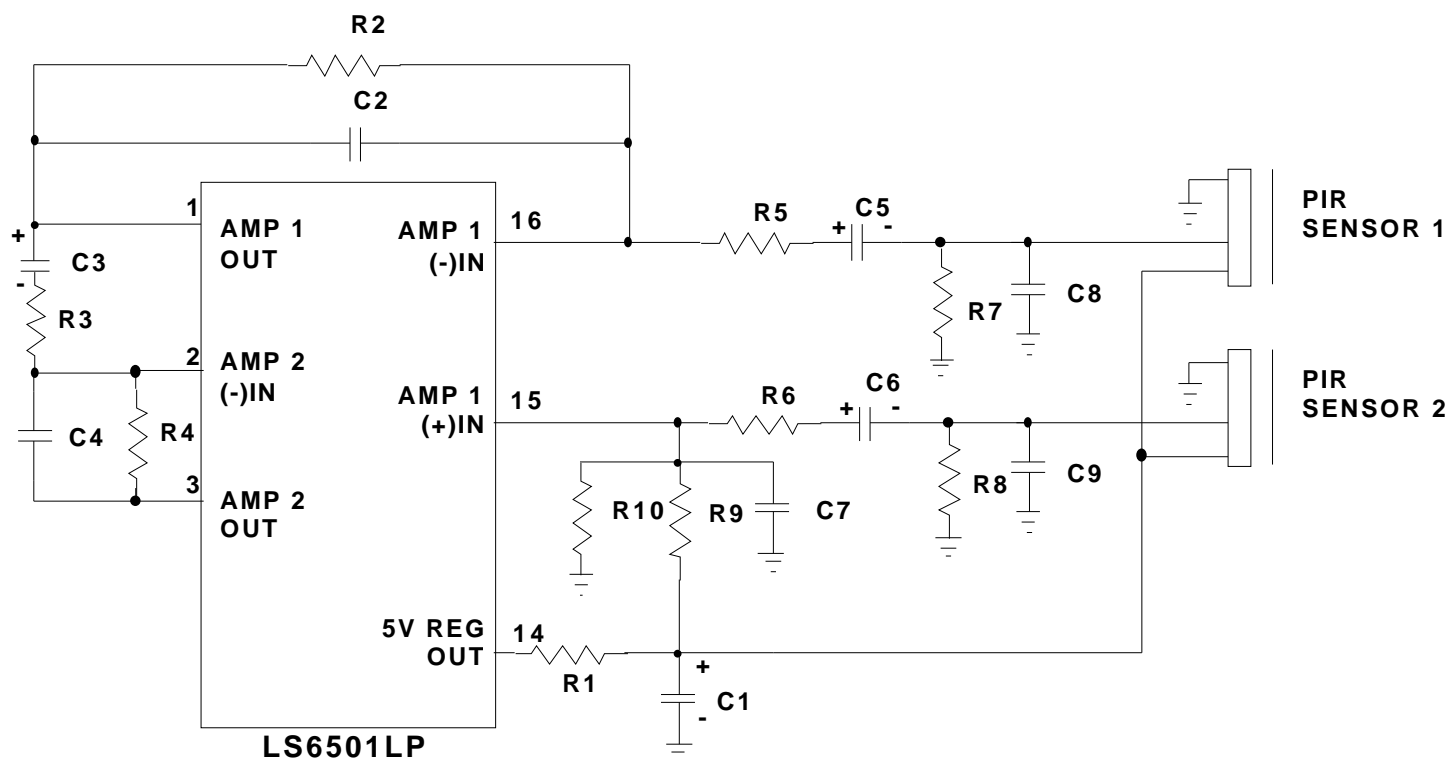 R2
C2
1
AMP 1
OUT
AMP 1
(-)IN
16
R5
+
C5
-
PIR
SENSOR 1
+
C3
-
R3
R7
C8
2
AMP 2
(-)IN
AMP 1
(+)IN
15
R6
+
C6
-
PIR
SENSOR 2
C4
R4
3
AMP 2
OUT
R10
R9
C7
R8
C9
5V REG
OUT
14
R1
+
C1
-
LS6501LP